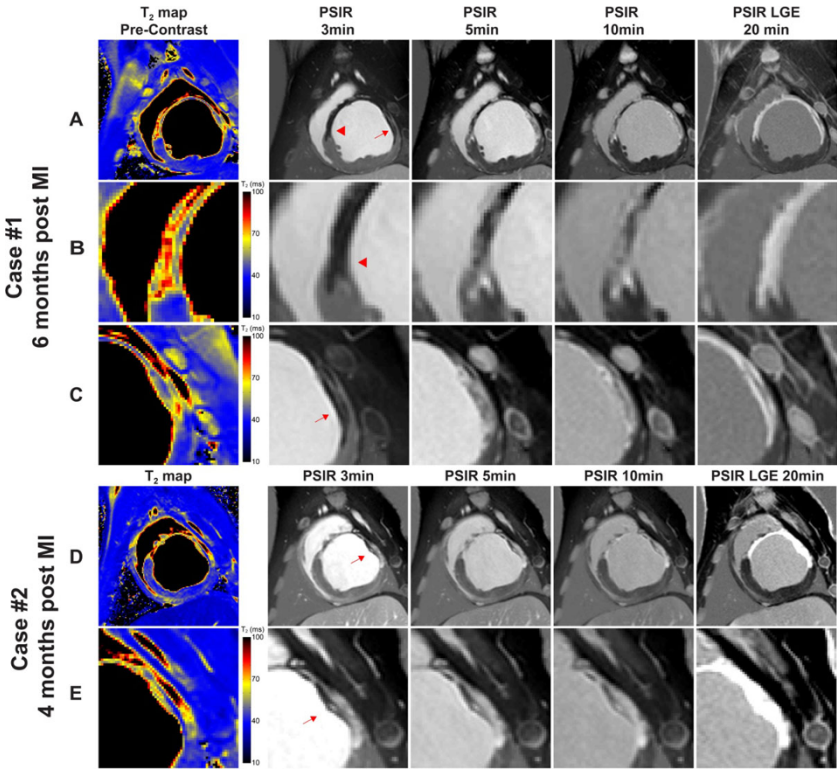 T₂ map
Pre-Contrast
PSIR
3min
PSIR
5min
PSIR
10min
PSIR LGE
20 min
Case #1
6 months post MI
A
B
T₂ (ms)
100
70
40
10
C
T₂ (ms)
100
70
40
10
T₂ map
PSIR 3min
PSIR 5min
PSIR 10min
PSIR LGE 20min
Case #2
4 months post MI
D
E
T₂ (ms)
100
70
40
10